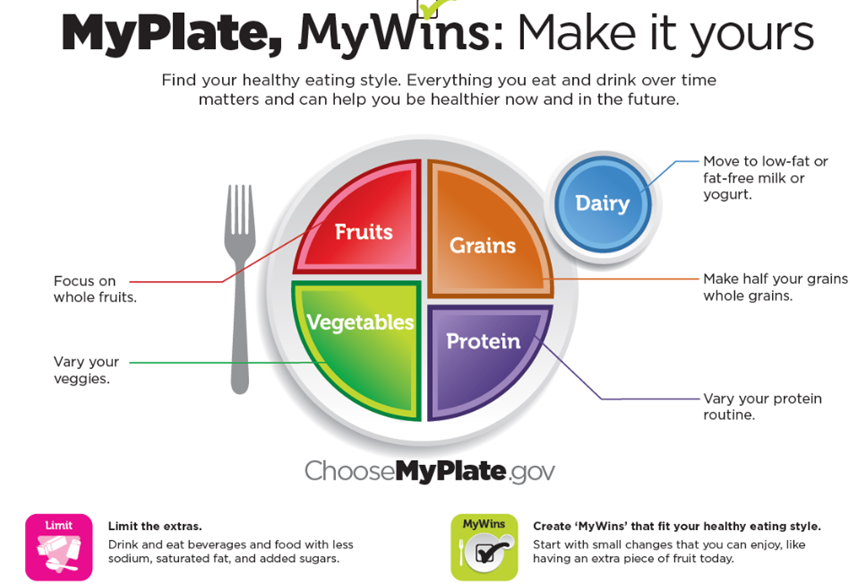 MyPlate, MyWins: Make it yours
Find your healthy eating style. Everything you eat and drink over time
matters and can help you be healthier now and in the future.
Fruits
Grains
Dairy
Vegetables
Protein
Move to low-fat or
fat-free milk or
yogurt.
Focus on
whole fruits.
Make half your grains
whole grains.
Vary your
veggies.
Vary your protein
routine.
ChooseMyPlate.gov
Limit
Limit the extras.
Drink and eat beverages and food with less
sodium, saturated fat, and added sugars.
MyWins
Create ‘MyWins’ that fit your healthy eating style.
Start with small changes that you can enjoy, like
having an extra piece of fruit today.